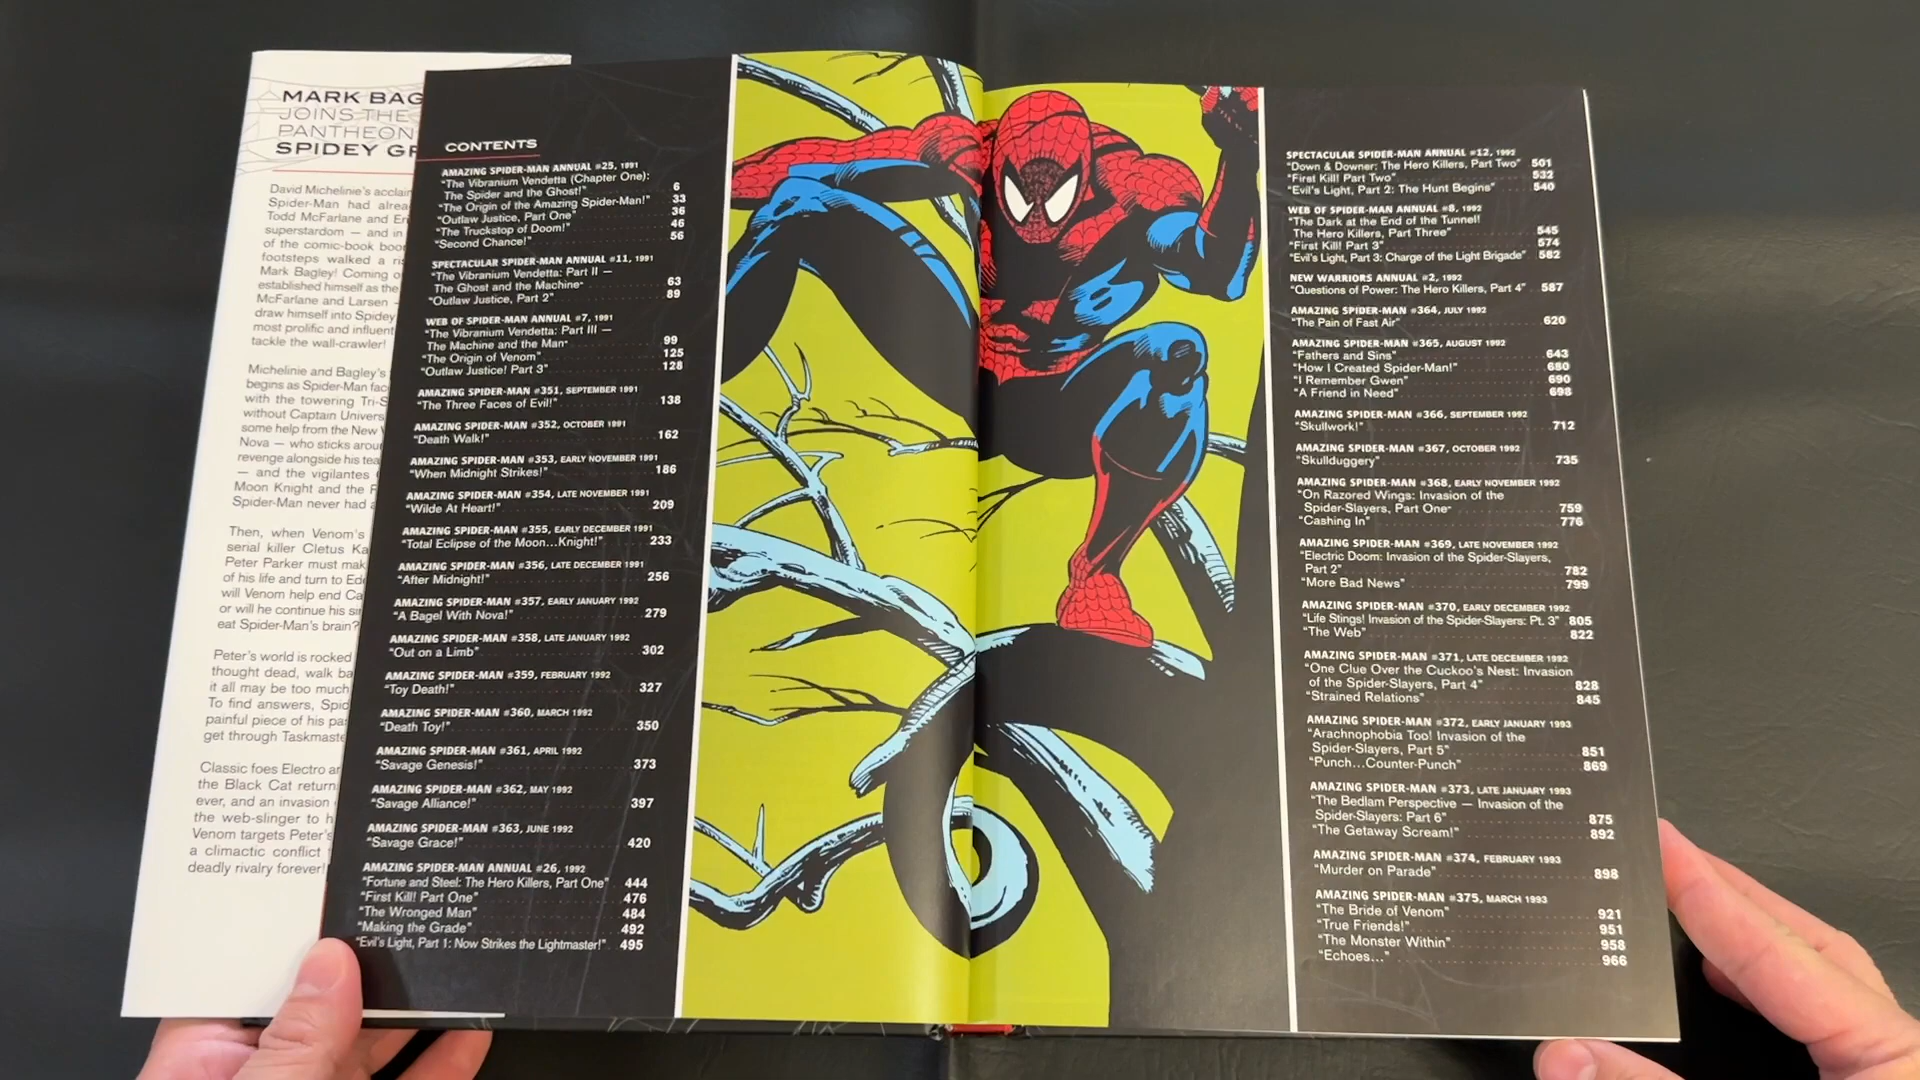 MARK BAG
JOINS THE
PANTHEON
SPIDEY GR
David Michelinie's acclaim
Spider-Man had alrea
Todd McFarlane and Eri
superstardom — and in
of the comic-book boom
footsteps walked a ris
Mark Bagley! Coming o
established himself as the
McFarlane and Larsen –
draw himself into Spidey
most prolific and influent
tackle the wall-crawler!
Michelinie and Bagley's
begins as Spider-Man fac
with the towering Tri-S
without Captain Univers
some help from the New W
Nova — who sticks arou
revenge alongside his tea
— and the vigilantes
Moon Knight and the P
Spider-Man never had a
Then, when Venom's
serial killer Cletus Ka
Peter Parker must mak
of his life and turn to Edd
will Venom help end Ca
or will he continue his si
eat Spider-Man's brain?
Peter's world is rocked
thought dead, walk ba
it all may be too much
To find answers, Spid
painful piece of his pas
get through Taskmaste
Classic foes Electro an
the Black Cat return
ever, and an invasion
the web-slinger to h
Venom targets Peter's
a climactic conflict
deadly rivalry forever!
CONTENTS
AMAZING SPIDER-MAN ANNUAL #25, 1991
"The Vibranium Vendetta (Chapter One):
The Spider and the Ghost!" 6
"The Origin of the Amazing Spider-Man!" 33
"Outlaw Justice, Part One" 36
"The Truckstop of Doom!" 46
"Second Chance!" 56
SPECTACULAR SPIDER-MAN ANNUAL #11, 1991
"The Vibranium Vendetta: Part II —
The Ghost and the Machine" 63
"Outlaw Justice, Part 2" 89
WEB OF SPIDER-MAN ANNUAL #7, 1991
"The Vibranium Vendetta: Part III —
The Machine and the Man" 99
"The Origin of Venom" 125
"Outlaw Justice! Part 3" 128
AMAZING SPIDER-MAN #351, SEPTEMBER 1991
"The Three Faces of Evil!" 138
AMAZING SPIDER-MAN #352, OCTOBER 1991
"Death Walk!" 162
AMAZING SPIDER-MAN #353, EARLY NOVEMBER 1991
"When Midnight Strikes!" 186
AMAZING SPIDER-MAN #354, LATE NOVEMBER 1991
"Wilde At Heart!" 209
AMAZING SPIDER-MAN #355, EARLY DECEMBER 1991
"Total Eclipse of the Moon...Knight!" 233
AMAZING SPIDER-MAN #356, LATE DECEMBER 1991
"After Midnight!" 256
AMAZING SPIDER-MAN #357, EARLY JANUARY 1992
"A Bagel With Nova!" 279
AMAZING SPIDER-MAN #358, LATE JANUARY 1992
"Out on a Limb" 302
AMAZING SPIDER-MAN #359, FEBRUARY 1992
"Toy Death!" 327
AMAZING SPIDER-MAN #360, MARCH 1992
"Death Toy!" 350
AMAZING SPIDER-MAN #361, APRIL 1992
"Savage Genesis!" 373
AMAZING SPIDER-MAN #362, MAY 1992
"Savage Alliance!" 397
AMAZING SPIDER-MAN #363, JUNE 1992
"Savage Grace!" 420
AMAZING SPIDER-MAN ANNUAL #26, 1992
"Fortune and Steel: The Hero Killers, Part One" 444
"First Kill! Part One" 476
"The Wronged Man" 484
"Making the Grade" 492
"Evil's Light, Part 1: Now Strikes the Lightmaster!" 495
SPECTACULAR SPIDER-MAN ANNUAL #12, 1992
"Down & Downer: The Hero Killers, Part Two" 501
"First Kill! Part Two" 532
"Evil's Light, Part 2: The Hunt Begins" 540
WEB OF SPIDER-MAN ANNUAL #8, 1992
"The Dark at the End of the Tunnel!
The Hero Killers, Part Three" 545
"First Kill! Part 3" 574
"Evil's Light, Part 3: Charge of the Light Brigade" 582
NEW WARRIORS ANNUAL #2, 1992
"Questions of Power: The Hero Killers, Part 4" 587
AMAZING SPIDER-MAN #364, JULY 1992
"The Pain of Fast Air" 620
AMAZING SPIDER-MAN #365, AUGUST 1992
"Fathers and Sins" 643
"How I Created Spider-Man!" 680
"I Remember Gwen" 690
"A Friend in Need" 698
AMAZING SPIDER-MAN #366, SEPTEMBER 1992
"Skullwork!" 712
AMAZING SPIDER-MAN #367, OCTOBER 1992
"Skullduggery" 735
AMAZING SPIDER-MAN #368, EARLY NOVEMBER 1992
"On Razored Wings: Invasion of the
Spider-Slayers, Part One" 759
"Cashing In" 776
AMAZING SPIDER-MAN #369, LATE NOVEMBER 1992
"Electric Doom: Invasion of the Spider-Slayers,
Part 2" 782
"More Bad News" 799
AMAZING SPIDER-MAN #370, EARLY DECEMBER 1992
"Life Stings! Invasion of the Spider-Slayers: Pt. 3" 805
"The Web" 822
AMAZING SPIDER-MAN #371, LATE DECEMBER 1992
"One Clue Over the Cuckoo's Nest: Invasion
of the Spider-Slayers, Part 4" 828
"Strained Relations" 845
AMAZING SPIDER-MAN #372, EARLY JANUARY 1993
"Arachnophobia Too! Invasion of the
Spider-Slayers, Part 5" 851
"Punch...Counter-Punch" 869
AMAZING SPIDER-MAN #373, LATE JANUARY 1993
"The Bedlam Perspective — Invasion of the
Spider-Slayers: Part 6" 875
"The Getaway Scream!" 892
AMAZING SPIDER-MAN #374, FEBRUARY 1993
"Murder on Parade" 898
AMAZING SPIDER-MAN #375, MARCH 1993
"The Bride of Venom" 921
"True Friends!" 951
"The Monster Within" 958
"Echoes..." 966